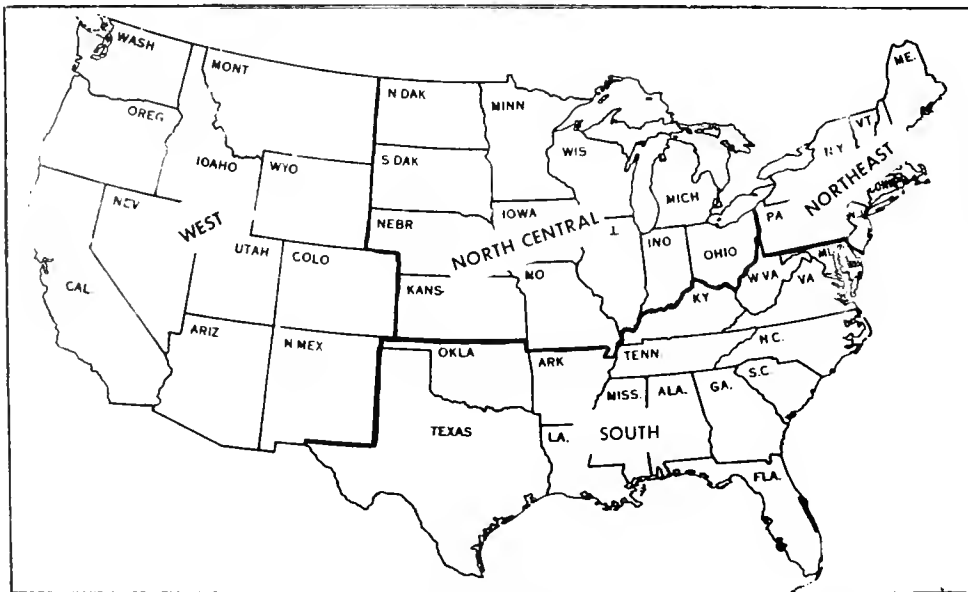 WASH
MONT
N DAK
MINN
ME.
OREG
VT.
N Y
WIS
S DAK
IOAHO
WYO
MICH
NORTHEAST
NEV
NEBR
IOWA
PA
WEST
NORTH CENTRAL
UTAH
COLO
INO
OHIO
CAL.
KANS
MO
W VA
VA
KY
ARIZ
N MEX
OKLA
ARK
TENN
N C.
S.C.
MISS.
ALA.
GA.
TEXAS
LA.
SOUTH
FLA.